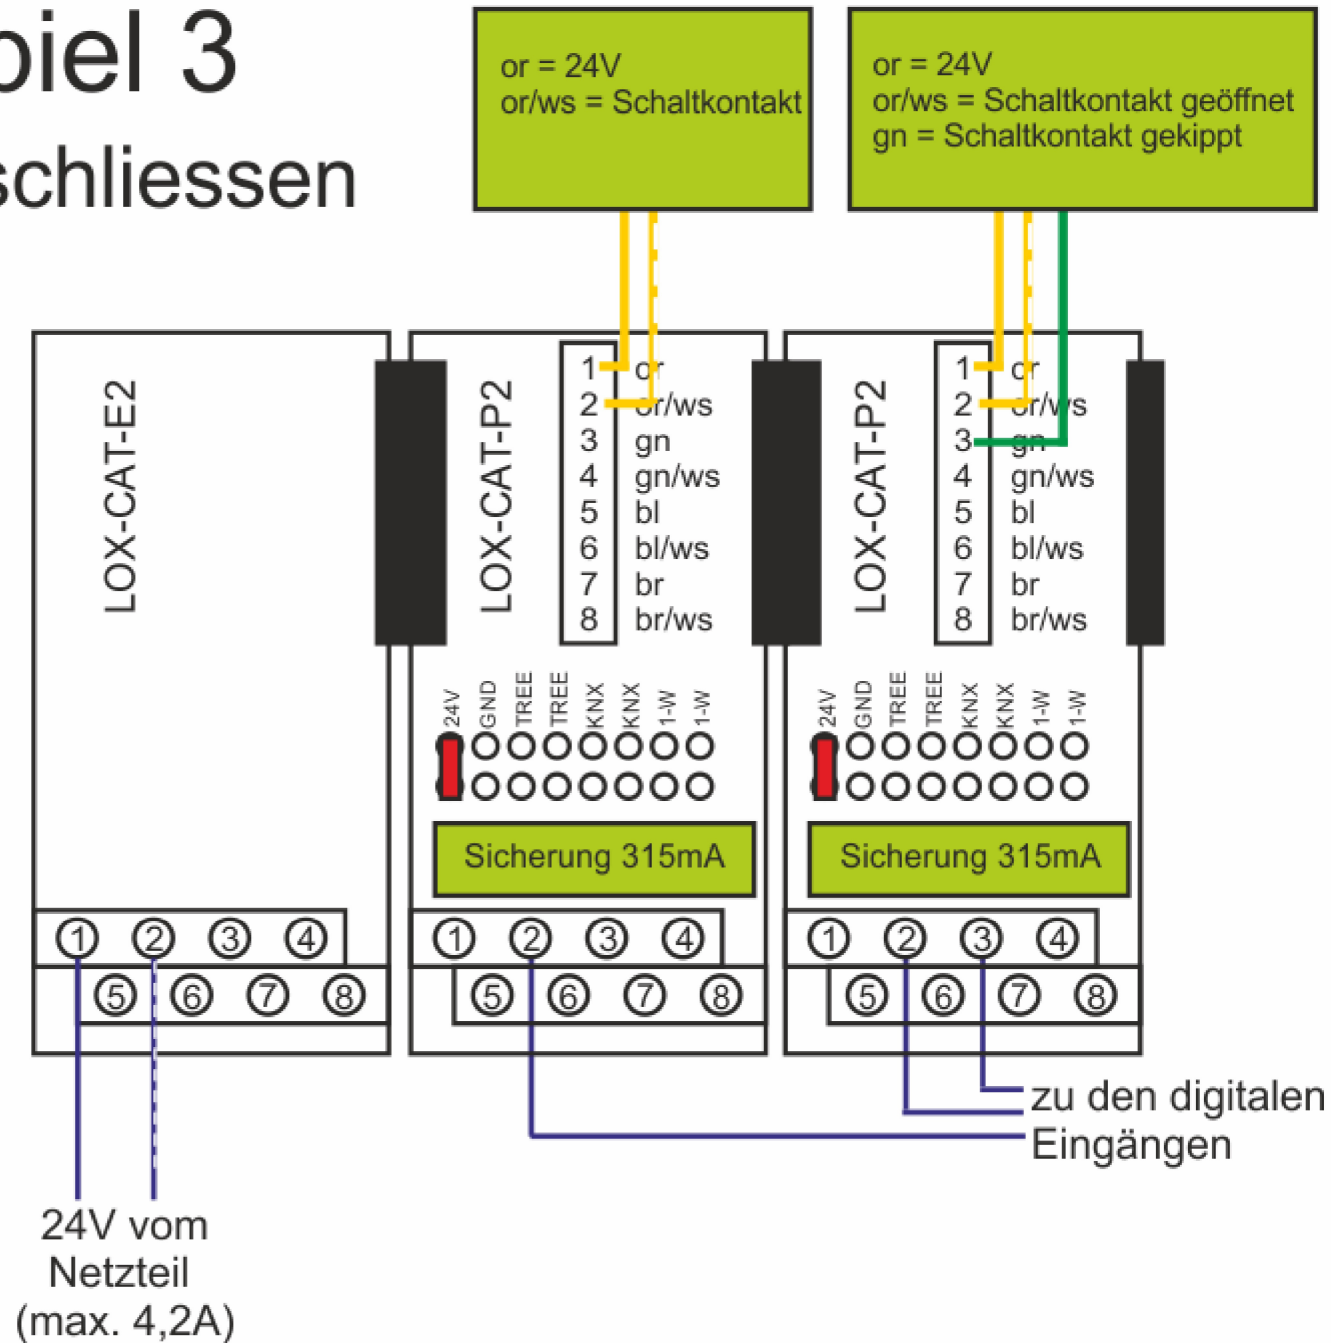 piel 3
schliessen
or = 24V
or/ws = Schaltkontakt
or = 24V
or/ws = Schaltkontakt geöffnet
gn = Schaltkontakt gekippt
LOX-CAT-E2
LOX-CAT-P2
1 or
2 or/ws
3 gn
4 gn/ws
5 bl
6 bl/ws
7 br
8 br/ws
24V GND TREE TREE KNX KNX 1-W 1-W
Sicherung 315mA
LOX-CAT-P2
1 or
2 or/ws
3 gn
4 gn/ws
5 bl
6 bl/ws
7 br
8 br/ws
24V GND TREE TREE KNX KNX 1-W 1-W
Sicherung 315mA
1 2 3 4
5 6 7 8
1 2 3 4
5 6 7 8
1 2 3 4
5 6 7 8
zu den digitalen
Eingängen
24V vom
Netzteil
(max. 4,2A)